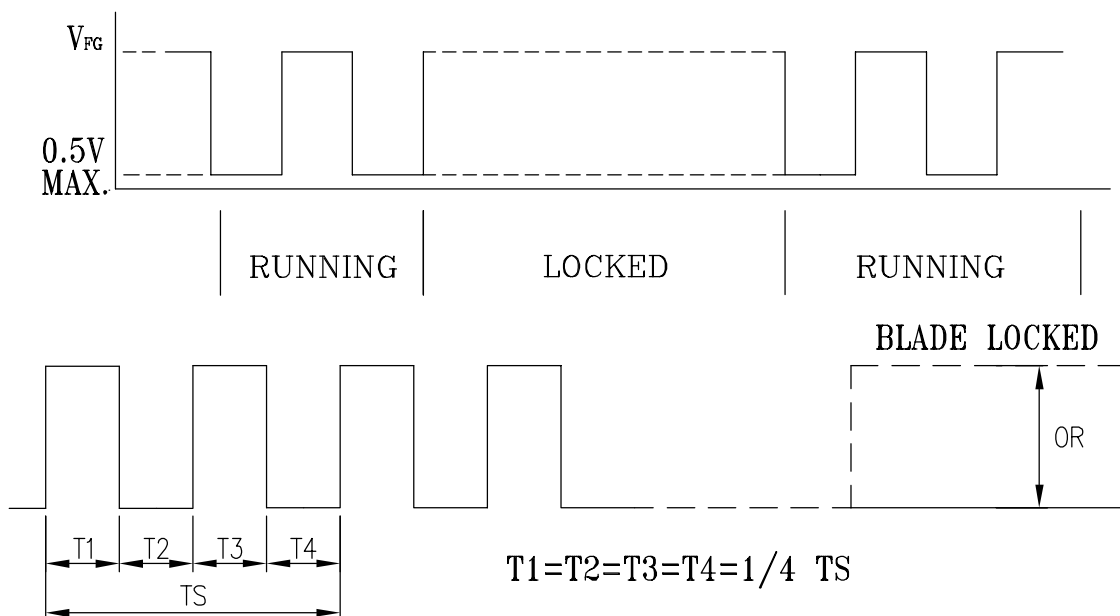 VFG
0.5V
MAX.
RUNNING LOCKED RUNNING
BLADE LOCKED
OR
T1 T2 T3 T4
TS
T1=T2=T3=T4=1/4 TS